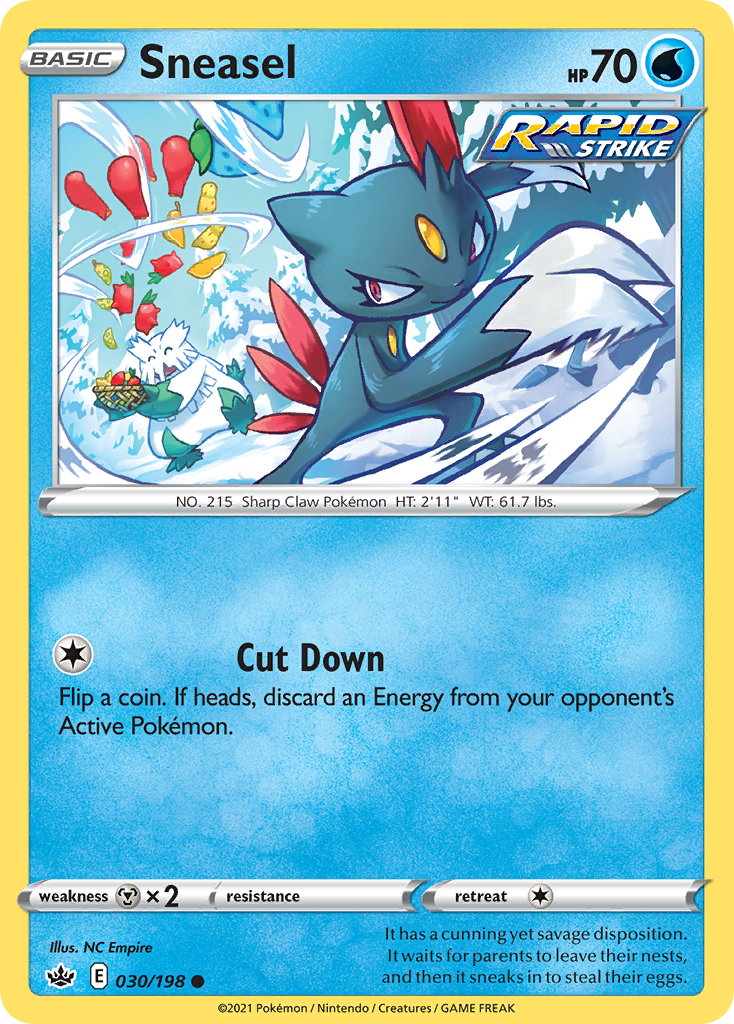 BASIC
Sneasel
HP 70
RAPID
STRIKE
NO. 215 Sharp Claw Pokémon HT: 2'11" WT: 61.7 lbs.
Cut Down
Flip a coin. If heads, discard an Energy from your opponent's
Active Pokémon.
weakness ×2 resistance retreat
It has a cunning yet savage disposition.
It waits for parents to leave their nests,
and then it sneaks in to steal their eggs.
Illus. NC Empire
E 030/198
©2021 Pokémon / Nintendo / Creatures / GAME FREAK